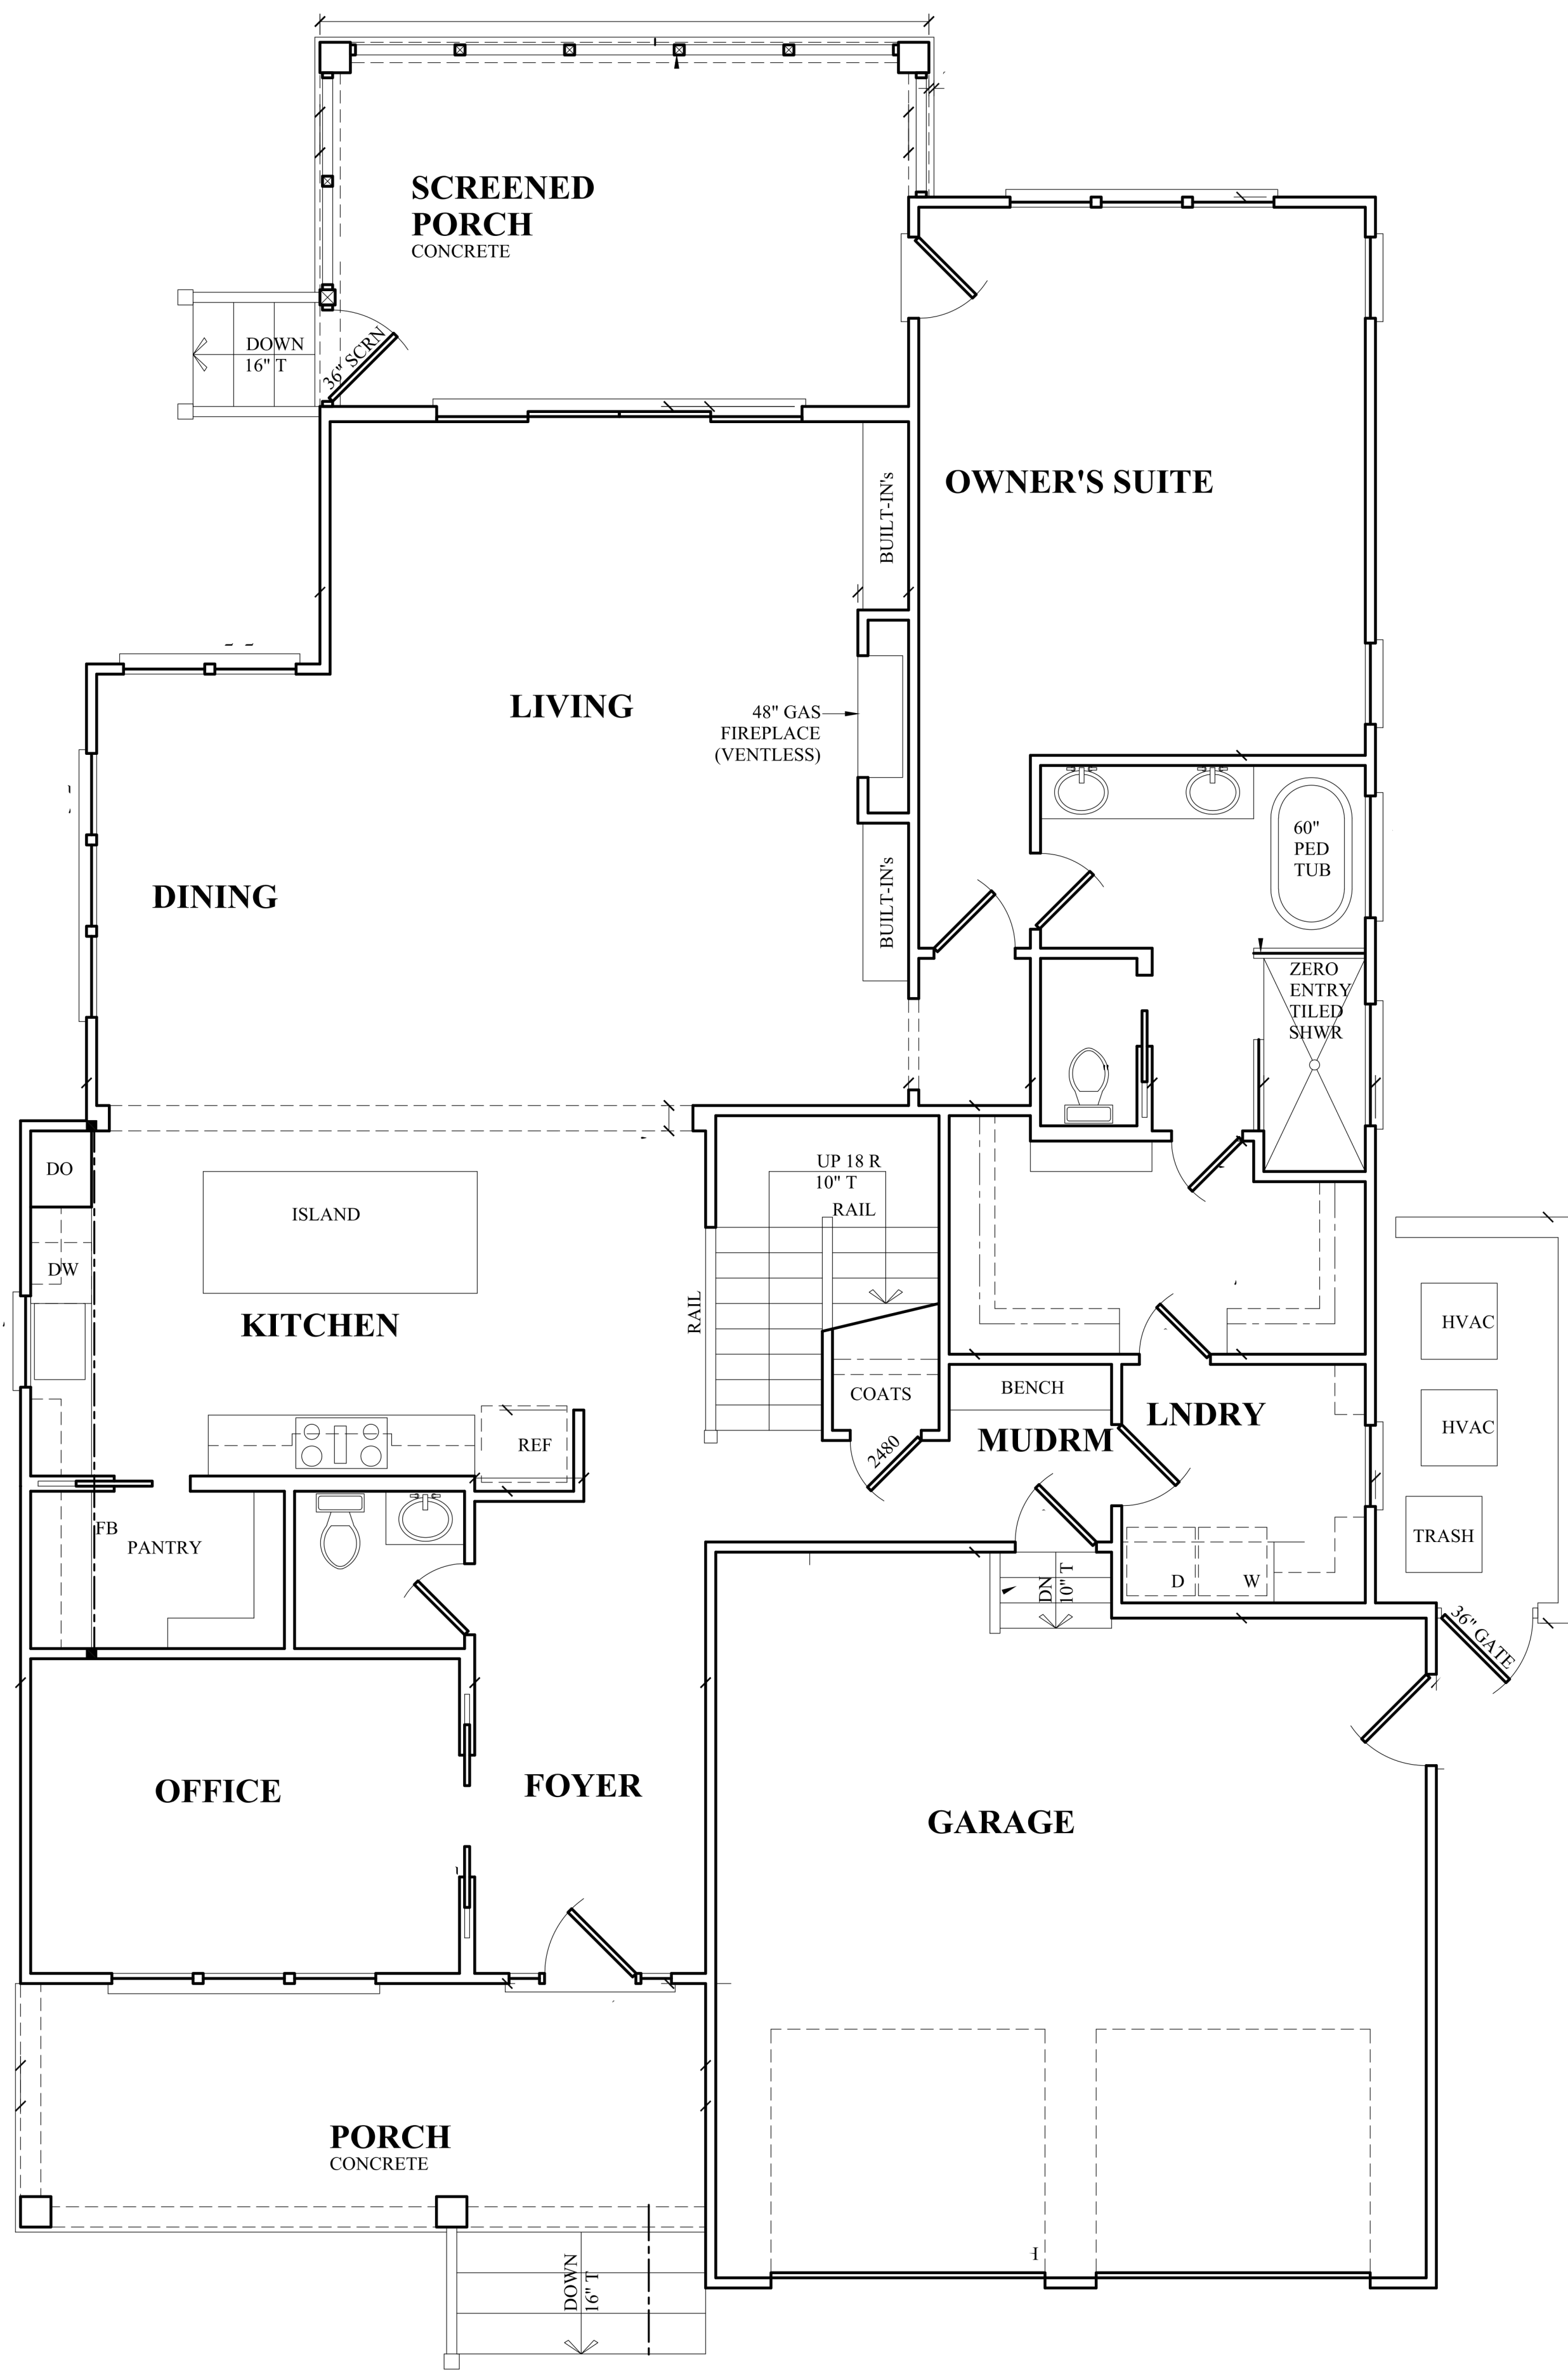 SCREENED
PORCH
CONCRETE
DOWN
16" T
36" SCRN
OWNER'S SUITE
BUILT-IN's
LIVING
48" GAS
FIREPLACE
(VENTLESS)
60"
PED
TUB
DINING
BUILT-IN's
ZERO
ENTRY
TILED
SHWR
DO
UP 18 R
10" T
RAIL
ISLAND
DW
KITCHEN
RAIL
HVAC
COATS
BENCH
LNDRY
HVAC
MUDRM
REF
2480
FB
PANTRY
TRASH
D
W
DN
10" T
36" GATE
OFFICE
FOYER
GARAGE
PORCH
CONCRETE
DOWN
16" T